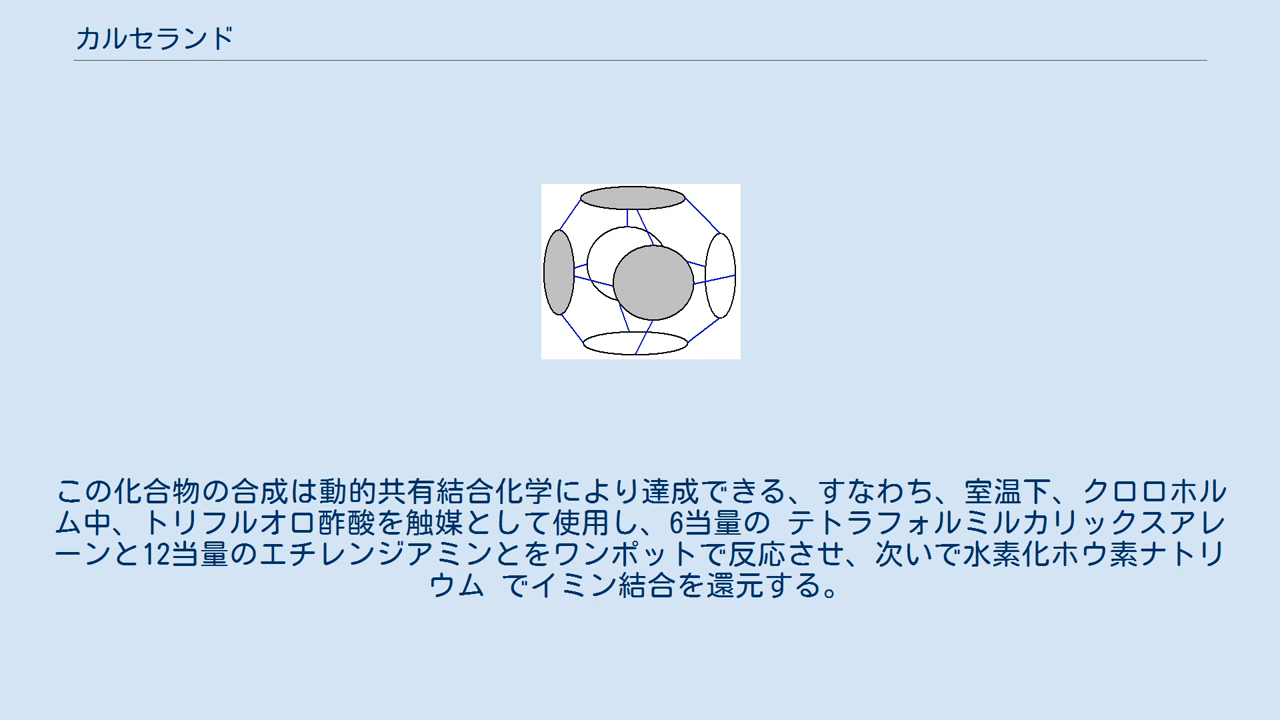 カルセランド
この化合物の合成は動的共有結合化学により達成できる、すなわち、室温下、クロロホル
ム中、トリフルオロ酢酸を触媒として使用し、6当量の テトラフォルミルカリックスアレ
ーンと12当量のエチレンジアミンとをワンポットで反応させ、次いで水素化ホウ素ナトリ
ウム でイミン結合を還元する。